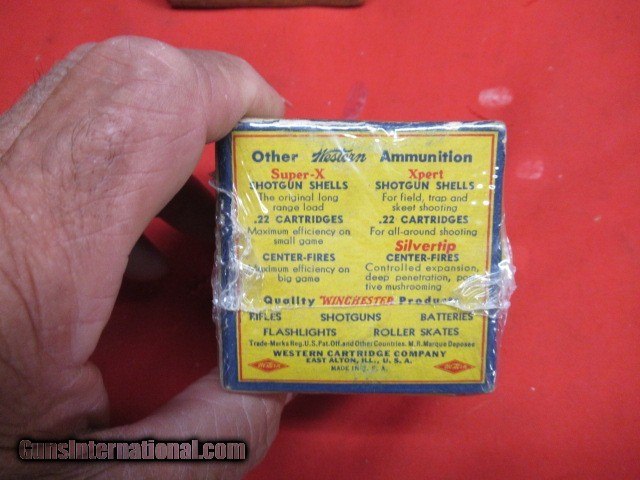 Other Western Ammunition
Super-X
SHOTGUN SHELLS
The original long
range load
.22 CARTRIDGES
Maximum efficiency on
small game
CENTER-FIRES
Maximum efficiency on
big game
Xpert
SHOTGUN SHELLS
For field, trap and
skeet shooting
.22 CARTRIDGES
For all-around shooting
Silvertip
CENTER-FIRES
Controlled expansion,
deep penetration, posi-
tive mushrooming
Quality WINCHESTER Products
RIFLES SHOTGUNS BATTERIES
FLASHLIGHTS ROLLER SKATES
Trade-Marks Reg. U.S. Pat. Off. and Other Countries. M. R. Marque Deposee
WESTERN CARTRIDGE COMPANY
EAST ALTON, ILL., U. S. A.
MADE IN U. S. A.
GunsInternational.com